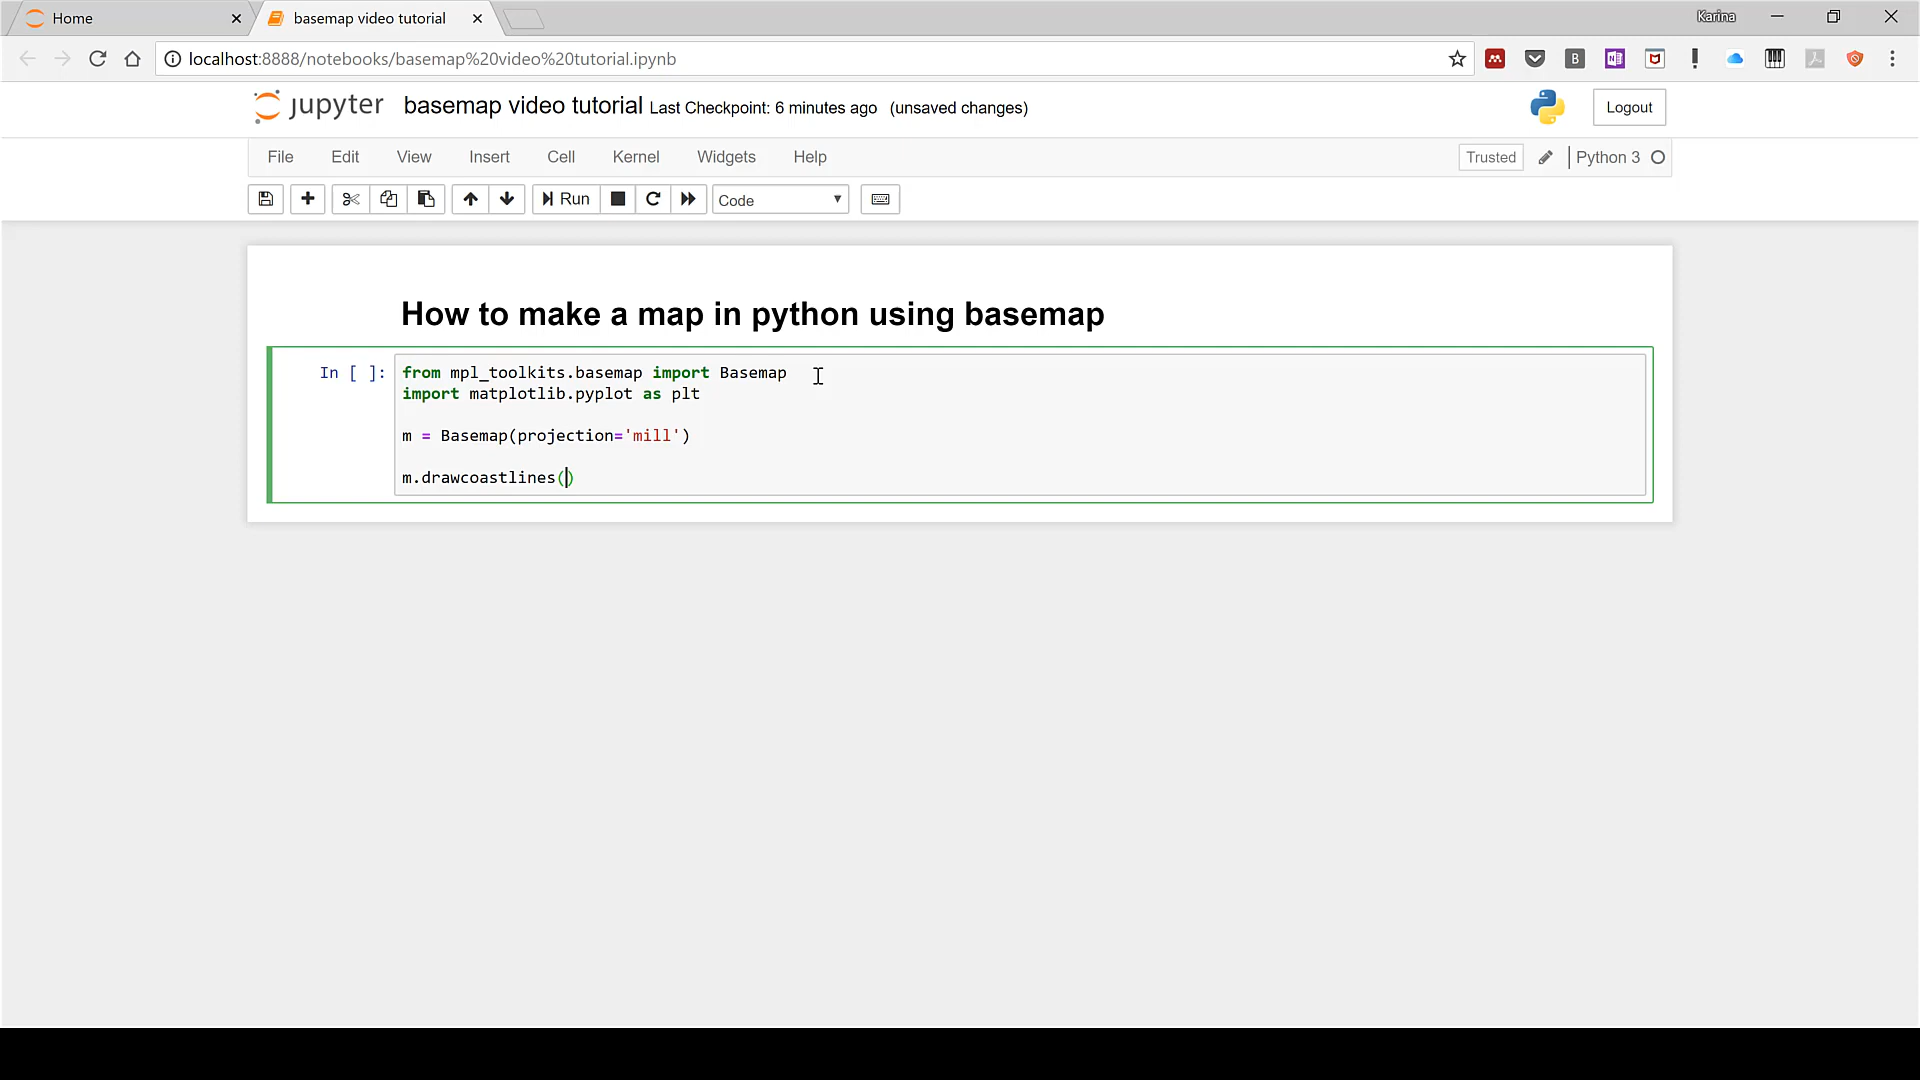 Home
basemap video tutorial
Karina
localhost:8888/notebooks/basemap%20video%20tutorial.ipynb
B
N
jupyter basemap video tutorial Last Checkpoint: 6 minutes ago (unsaved changes)
Logout
File Edit View Insert Cell Kernel Widgets Help
Trusted Python 3
Run Code
How to make a map in python using basemap
In [ ]: from mpl_toolkits.basemap import Basemap
import matplotlib.pyplot as plt
m = Basemap(projection='mill')
m.drawcoastlines()